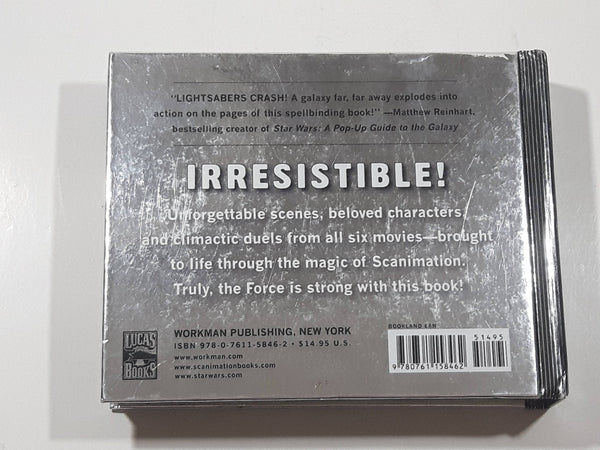 "LIGHTSABERS CRASH! A galaxy far, far away explodes into
action on the pages of this spellbinding book!" —Matthew Reinhart,
bestselling creator of Star Wars: A Pop-Up Guide to the Galaxy
IRRESISTIBLE!
Unforgettable scenes, beloved characters,
and climactic duels from all six movies—brought
to life through the magic of Scanimation.
Truly, the Force is strong with this book!
LUCAS
BOOKS
WORKMAN PUBLISHING, NEW YORK
ISBN 978-0-7611-5846-2 • $14.95 U.S.
www.workman.com
www.scanimationbooks.com
www.starwars.com
BOOKLAND EAN
51495
9 780761 158462